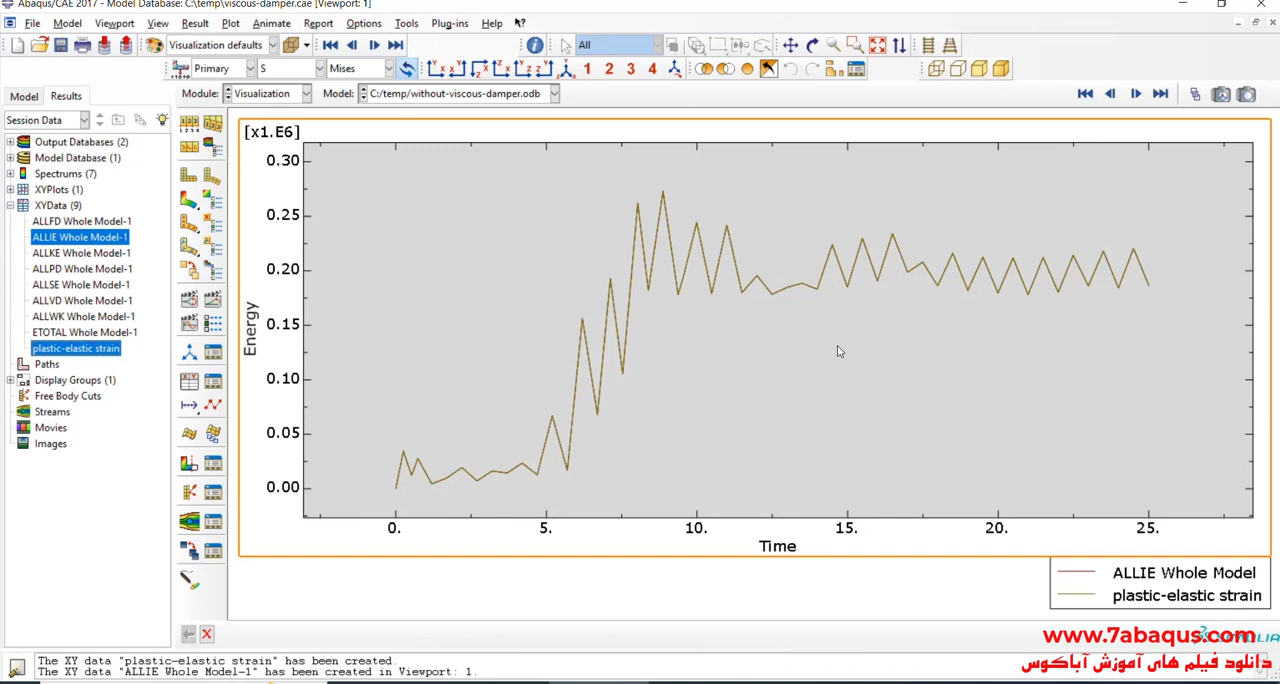 Abaqus/CAE 2017 - Model Database: C:\temp\viscous-damper.cae [Viewport: 1]
File Model Viewport View Result Plot Animate Report Options Tools Plug-ins Help
Visualization defaults All
Primary S Mises 1 2 3 4
Model Results Module: Visualization Model: C:/temp/without-viscous-damper.odb
Session Data
Output Databases (2)
Model Database (1)
Spectrums (7)
XYPlots (1)
XYData (9)
ALLFD Whole Model-1
ALLIE Whole Model-1
ALLKE Whole Model-1
ALLPD Whole Model-1
ALLSE Whole Model-1
ALLVD Whole Model-1
ALLWK Whole Model-1
ETOTAL Whole Model-1
plastic-elastic strain
Paths
Display Groups (1)
Free Body Cuts
Streams
Movies
Images
[x1.E6]
0.30
0.25
0.20
0.15
0.10
0.05
0.00
Energy
0. 5. 10. 15. 20. 25.
Time
ALLIE Whole Model
plastic-elastic strain
www.7abaqus.com
دانلود فیلم های آموزش آباکوس
The XY data "plastic-elastic strain" has been created.
The XY data "ALLIE Whole Model-1" has been created in Viewport: 1.